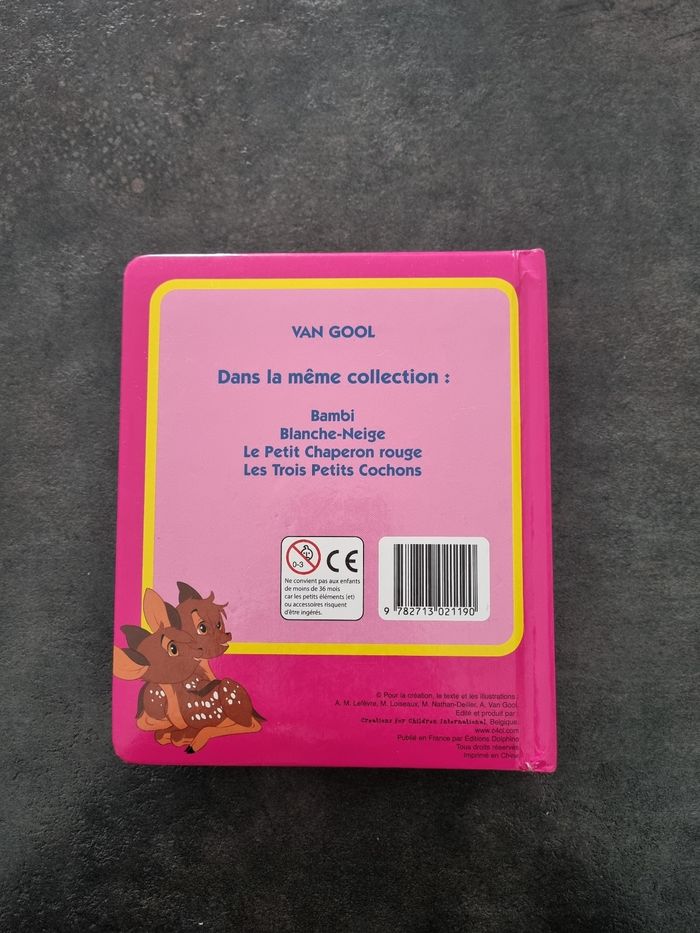 VAN GOOL
Dans la même collection :
Bambi
Blanche-Neige
Le Petit Chaperon rouge
Les Trois Petits Cochons
0-3
CE
Ne convient pas aux enfants
de moins de 36 mois
car les petits éléments (et)
ou accessoires risquent
d'être ingérés.
9 782713 021190
© Pour la création, le texte et les illustrations :
A. M. Lefèvre, M. Loiseaux, M. Nathan-Deiller, A. Van Gool.
Edité et produit par :
Creations for Children International, Belgique.
www.c4ci.com
Publié en France par Éditions Dolphino
Tous droits réservés
Imprimé en Chine